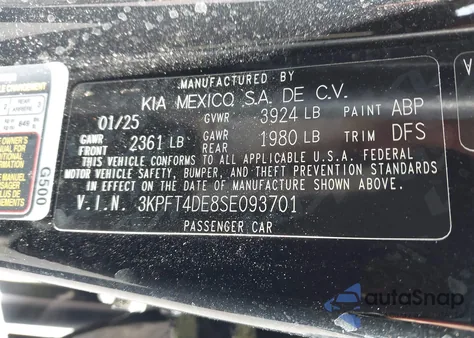 MANUFACTURED BY
KIA MEXICO, S.A. DE C.V.
01/25 GVWR 3924 LB PAINT ABP
GAWR FRONT 2361 LB GAWR REAR 1980 LB TRIM DFS
THIS VEHICLE CONFORMS TO ALL APPLICABLE U.S.A. FEDERAL
MOTOR VEHICLE SAFETY, BUMPER, AND THEFT PREVENTION STANDARDS
IN EFFECT ON THE DATE OF MANUFACTURE SHOWN ABOVE.
V.I.N. 3KPFT4DE8SE093701
PASSENGER CAR
G500
autoSnap